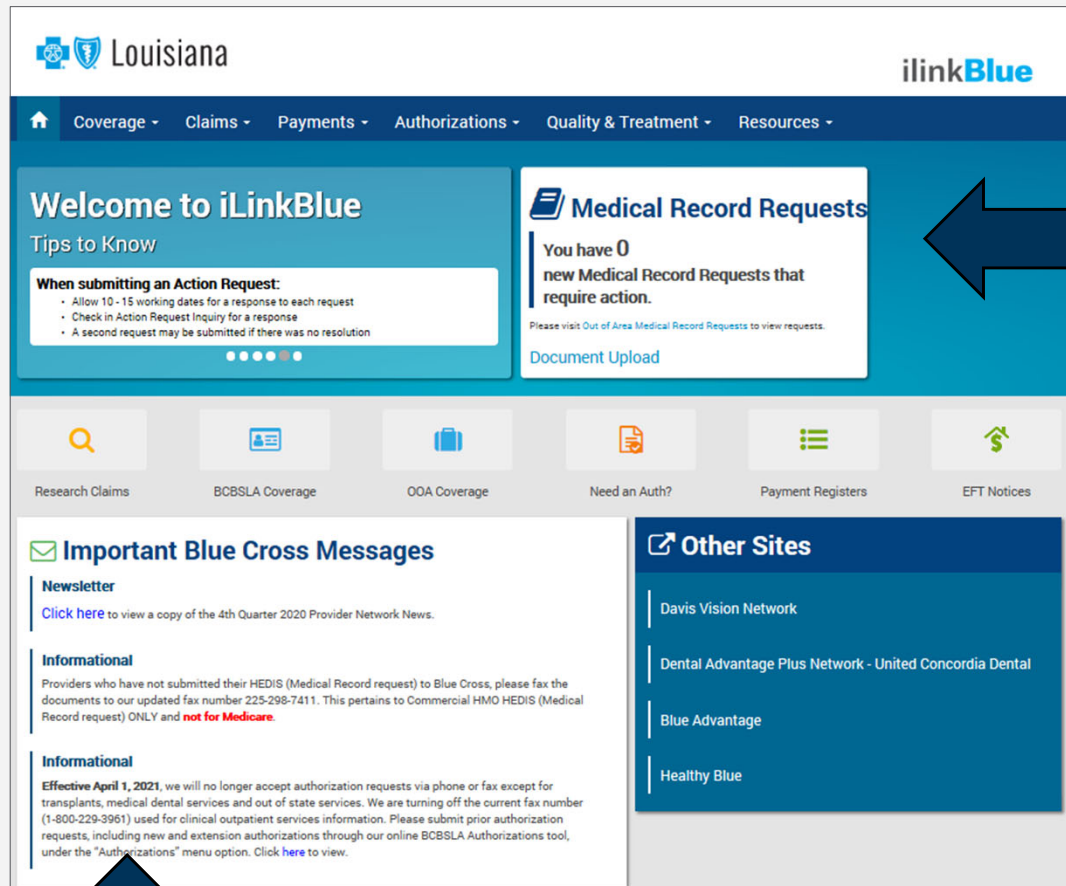 Louisiana
ilinkBlue
Coverage
Claims
Payments
Authorizations
Quality & Treatment
Resources
Welcome to iLinkBlue
Tips to Know
When submitting an Action Request:
• Allow 10 - 15 working dates for a response to each request
• Check in Action Request Inquiry for a response
• A second request may be submitted if there was no resolution
Medical Record Requests
You have 0
new Medical Record Requests that
require action.
Please visit Out of Area Medical Record Requests to view requests.
Document Upload
Research Claims
BCBSLA Coverage
OOA Coverage
Need an Auth?
Payment Registers
EFT Notices
Important Blue Cross Messages
Newsletter
Click here to view a copy of the 4th Quarter 2020 Provider Network News.
Informational
Providers who have not submitted their HEDIS (Medical Record request) to Blue Cross, please fax the
documents to our updated fax number 225-298-7411. This pertains to Commercial HMO HEDIS (Medical
Record request) ONLY and not for Medicare.
Informational
Effective April 1, 2021, we will no longer accept authorization requests via phone or fax except for
transplants, medical dental services and out of state services. We are turning off the current fax number
(1-800-229-3961) used for clinical outpatient services information. Please submit prior authorization
requests, including new and extension authorizations through our online BCBSLA Authorizations tool,
under the "Authorizations" menu option. Click here to view.
Other Sites
Davis Vision Network
Dental Advantage Plus Network - United Concordia Dental
Blue Advantage
Healthy Blue